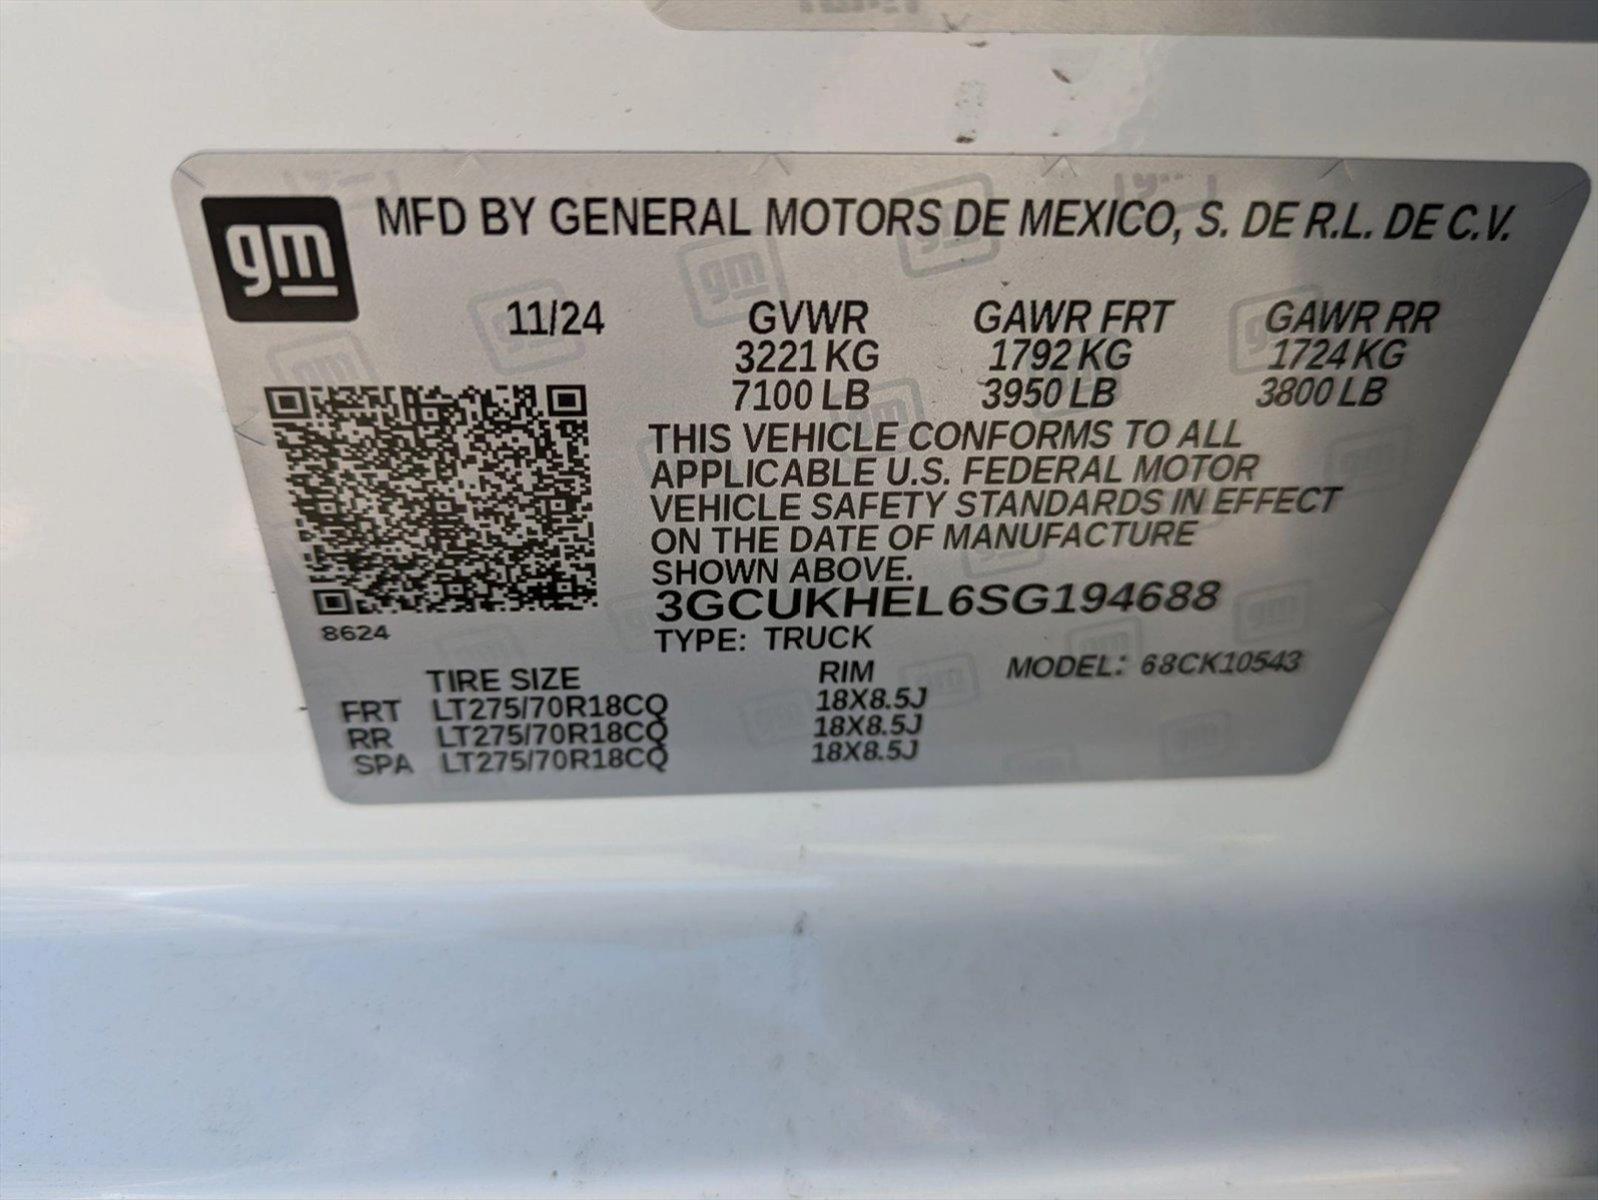 gm
MFD BY GENERAL MOTORS DE MEXICO, S. DE R.L. DE C.V.
11/24 GVWR GAWR FRT GAWR RR
3221 KG 1792 KG 1724 KG
7100 LB 3950 LB 3800 LB
THIS VEHICLE CONFORMS TO ALL
APPLICABLE U.S. FEDERAL MOTOR
VEHICLE SAFETY STANDARDS IN EFFECT
ON THE DATE OF MANUFACTURE
SHOWN ABOVE.
3GCUKHEL6SG194688
8624
TYPE: TRUCK
TIRE SIZE RIM MODEL: 68CK10543
FRT LT275/70R18CQ 18X8.5J
RR LT275/70R18CQ 18X8.5J
SPA LT275/70R18CQ 18X8.5J